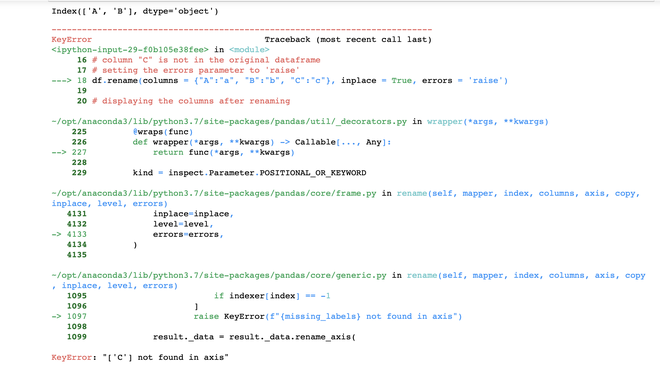 Index(['A', 'B'], dtype='object')
---------------------------------------------------------------------------
KeyError                                  Traceback (most recent call last)
<ipython-input-29-f0b105e38fee> in <module>
     16 # column "C" is not in the original dataframe
     17 # setting the errors parameter to 'raise'
---> 18 df.rename(columns = {"A":"a", "B":"b", "C":"c"}, inplace = True, errors = 'raise')
     19
     20 # displaying the columns after renaming
~/opt/anaconda3/lib/python3.7/site-packages/pandas/util/_decorators.py in wrapper(*args, **kwargs)
    225         @wraps(func)
    226         def wrapper(*args, **kwargs) -> Callable[..., Any]:
--> 227             return func(*args, **kwargs)
    228
    229         kind = inspect.Parameter.POSITIONAL_OR_KEYWORD
~/opt/anaconda3/lib/python3.7/site-packages/pandas/core/frame.py in rename(self, mapper, index, columns, axis, copy,
inplace, level, errors)
   4131             inplace=inplace,
   4132             level=level,
-> 4133             errors=errors,
   4134         )
   4135
~/opt/anaconda3/lib/python3.7/site-packages/pandas/core/generic.py in rename(self, mapper, index, columns, axis, copy
, inplace, level, errors)
   1095                         if indexer[index] == -1
   1096                     ]
-> 1097                     raise KeyError(f"{missing_labels} not found in axis")
   1098
   1099             result._data = result._data.rename_axis(
KeyError: "['C'] not found in axis"